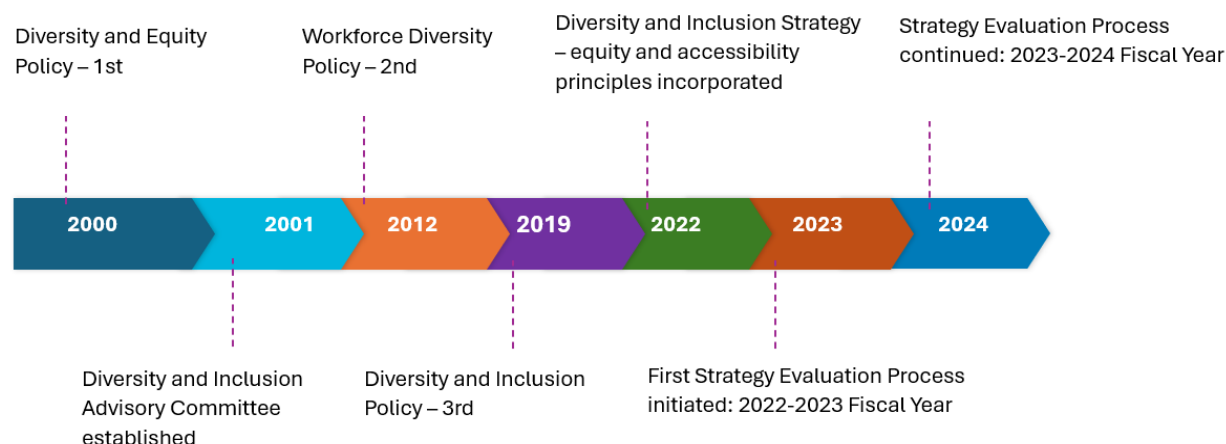 Diversity and Equity
Policy – 1st
Workforce Diversity
Policy – 2nd
Diversity and Inclusion Strategy
– equity and accessibility
principles incorporated
Strategy Evaluation Process
continued: 2023-2024 Fiscal Year
2000
2001
2012
2019
2022
2023
2024
Diversity and Inclusion
Advisory Committee
established
Diversity and Inclusion
Policy – 3rd
First Strategy Evaluation Process
initiated: 2022-2023 Fiscal Year